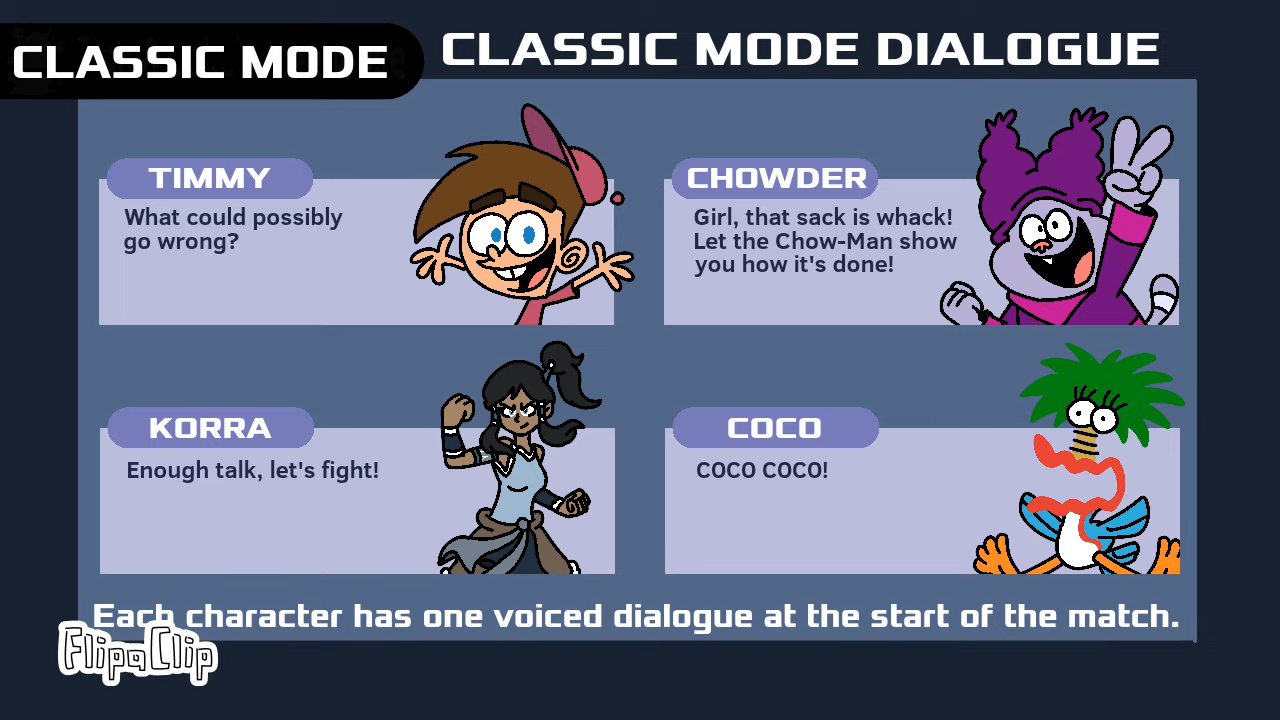 CLASSIC MODE
CLASSIC MODE DIALOGUE
TIMMY
What could possibly
go wrong?
CHOWDER
Girl, that sack is whack!
Let the Chow-Man show
you how it's done!
KORRA
Enough talk, let's fight!
COCO
COCO COCO!
Each character has one voiced dialogue at the start of the match.
FlipaClip